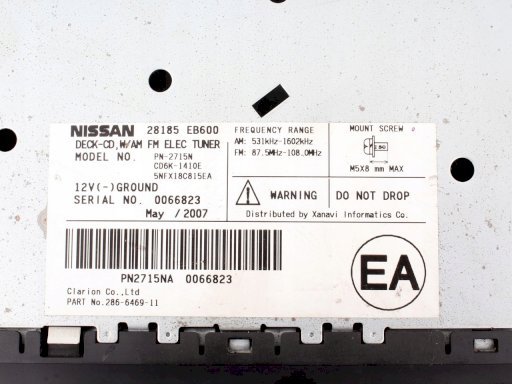 NISSAN 28185 EB600
DECK-CD,W/AM FM ELEC TUNER
MODEL NO. PN-2715N
CD6K-1410E
5NFX18C815EA
12V(-)GROUND
SERIAL NO. 0066823
May /2007
FREQUENCY RANGE
AM: 531kHz-1602kHz
FM: 87.5MHz-108.0MHz
MOUNT SCREW
M5X8 mm MAX
WARNING DO NOT DROP
Distributed by Xanavi Informatics Co.
PN2715NA 0066823
Clarion Co.,Ltd
PART No.286-6469-11
EA